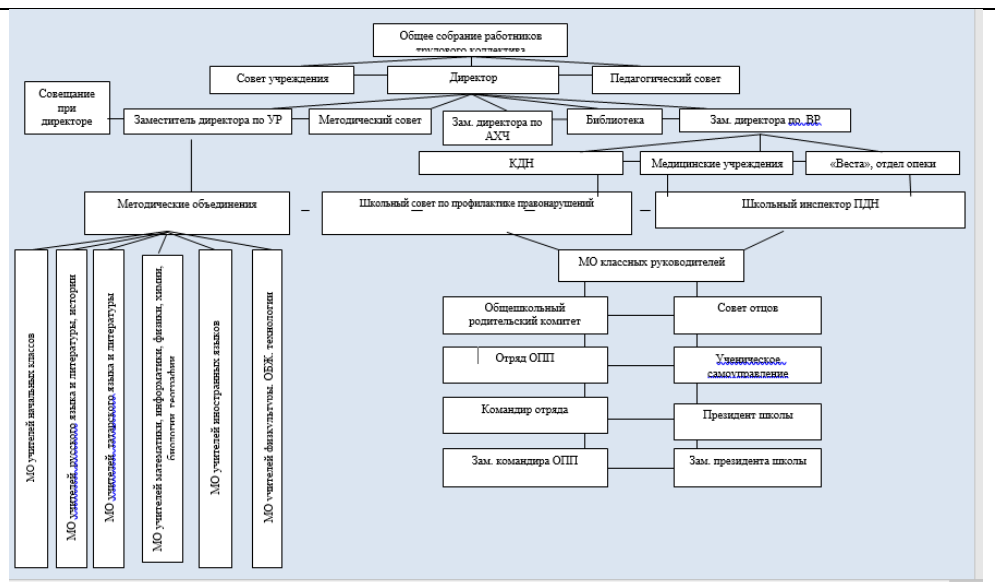 Общее собрание работников
трудового коллектива
Совет учреждения
Директор
Педагогический совет
Совещание
при
директоре
Заместитель директора по УР
Методический совет
Зам. директора по
АХЧ
Библиотека
Зам. директора по ВР
КДН
Медицинские учреждения
«Веста», отдел опеки
Методические объединения
Школьный совет по профилактике правонарушений
Школьный инспектор ПДН
МО классных руководителей
МО учителей начальных классов
МО учителей русского языка и литературы, истории
МО учителей татарского языка и литературы
МО учителей математики, информатики, физики, химии,
биологии, географии
МО учителей иностранных языков
МО учителей физкультуры, ОБЖ, технологии
Общешкольный
родительский комитет
Совет отцов
Отряд ОПП
Ученическое
самоуправление
Командир отряда
Президент школы
Зам. командира ОПП
Зам. президента школы